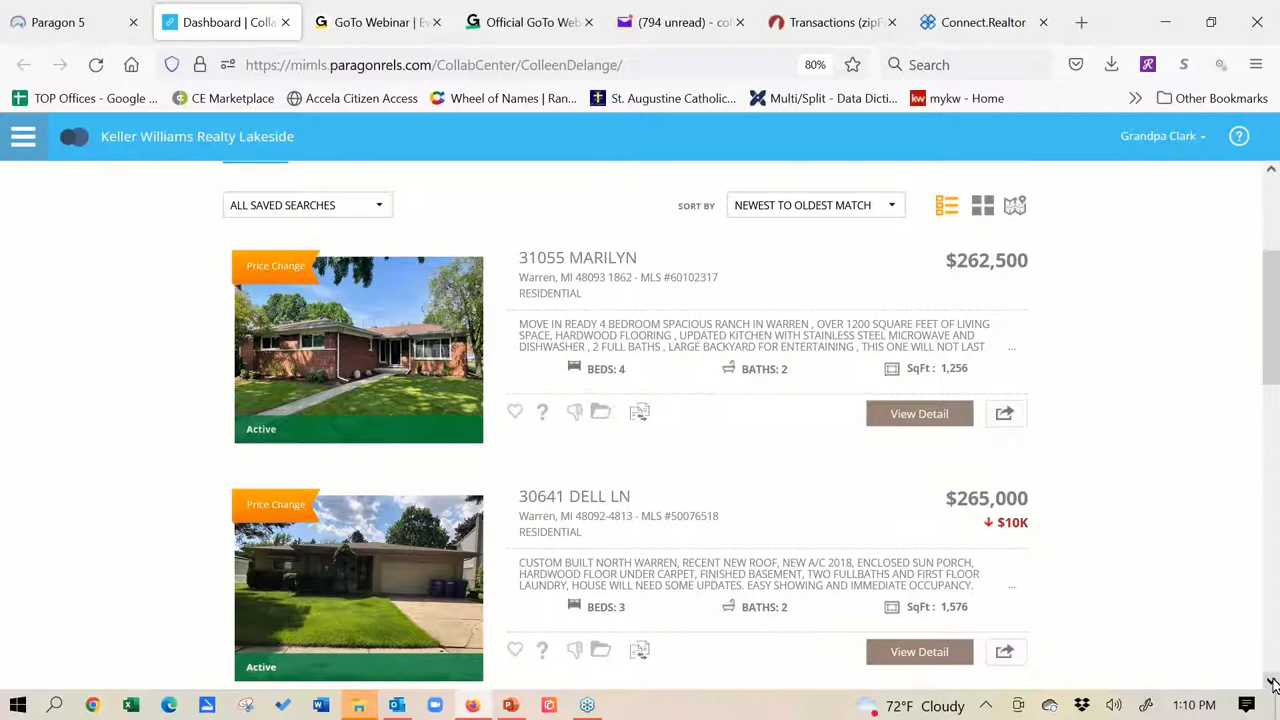 Paragon 5
Dashboard | Colla
GoTo Webinar | Ev
Official GoTo Web
(794 unread) - col
Transactions (zipF
Connect.Realtor
https://mimls.paragonrels.com/CollabCenter/ColleenDelange/
80%
Search
TOP Offices - Google ...
CE Marketplace
Accela Citizen Access
Wheel of Names | Ran...
St. Augustine Catholic...
Multi/Split - Data Dicti...
mykw - Home
Other Bookmarks
Keller Williams Realty Lakeside
Grandpa Clark
ALL SAVED SEARCHES
SORT BY
NEWEST TO OLDEST MATCH
Price Change
31055 MARILYN
$262,500
Warren, MI 48093 1862 - MLS #60102317
RESIDENTIAL
MOVE IN READY 4 BEDROOM SPACIOUS RANCH IN WARREN , OVER 1200 SQUARE FEET OF LIVING
SPACE, HARDWOOD FLOORING , UPDATED KITCHEN WITH STAINLESS STEEL MICROWAVE AND
DISHWASHER , 2 FULL BATHS , LARGE BACKYARD FOR ENTERTAINING , THIS ONE WILL NOT LAST ...
BEDS: 4
BATHS: 2
SqFt : 1,256
Active
View Detail
Price Change
30641 DELL LN
$265,000
Warren, MI 48092-4813 - MLS #50076518
$10K
RESIDENTIAL
CUSTOM BUILT NORTH WARREN, RECENT NEW ROOF, NEW A/C 2018, ENCLOSED SUN PORCH,
HARDWOOD FLOOR UNDER CARPET, FINISHED BASEMENT, TWO FULLBATHS AND FIRST FLOOR
LAUNDRY, HOUSE WILL NEED SOME UPDATES. EASY SHOWING AND IMMEDIATE OCCUPANCY. ...
BEDS: 3
BATHS: 2
SqFt : 1,576
Active
View Detail
72°F Cloudy
1:10 PM